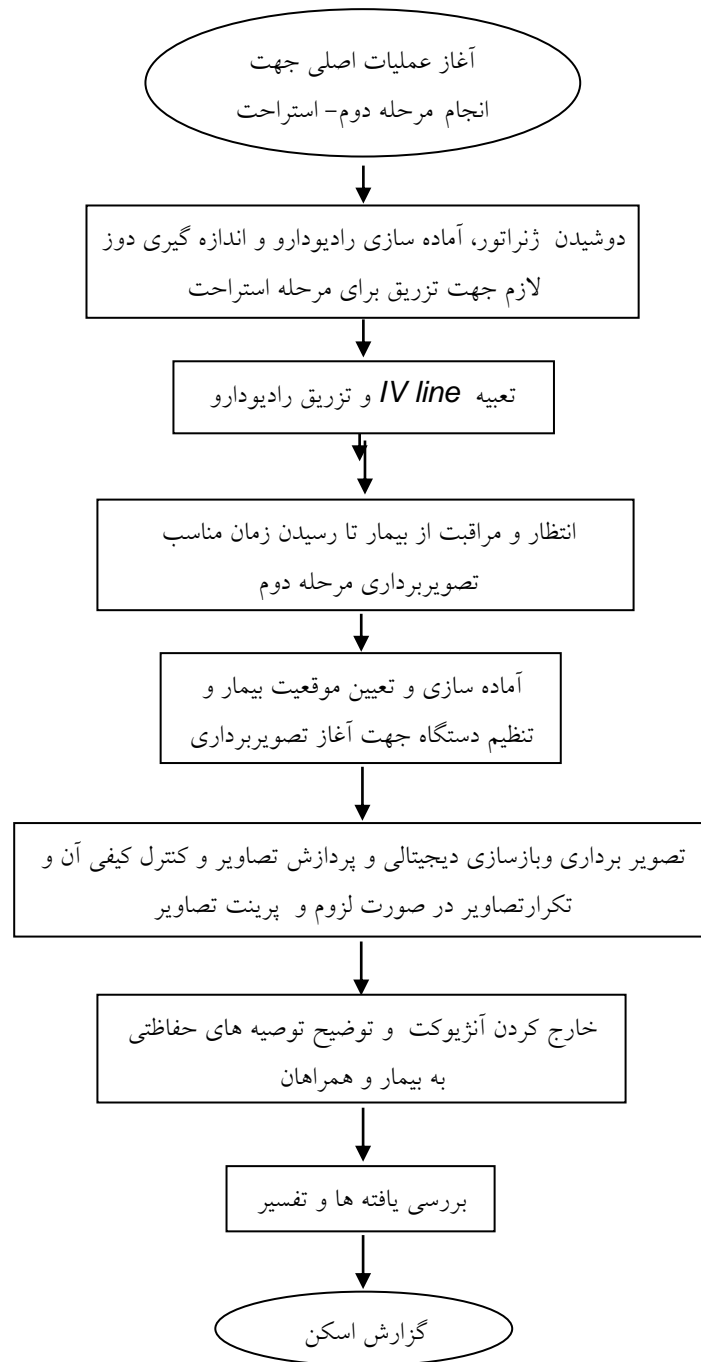 آغاز عملیات اصلی جهت
انجام مرحله دوم- استراحت
دوشیدن ژنراتور، آماده سازی رادیودارو و اندازه گیری دوز
لازم جهت تزریق برای مرحله استراحت
تعبیه IV line و تزریق رادیودارو
انتظار و مراقبت از بیمار تا رسیدن زمان مناسب
تصویربرداری مرحله دوم
آماده سازی و تعیین موقعیت بیمار و
تنظیم دستگاه جهت آغاز تصویربرداری
تصویر برداری وبازسازی دیجیتالی و پردازش تصاویر و کنترل کیفی آن و
تکرارتصاویر در صورت لزوم و پرینت تصاویر
خارج کردن آنژیوکت و توضیح توصیه های حفاظتی
به بیمار و همراهان
بررسی یافته ها و تفسیر
گزارش اسکن